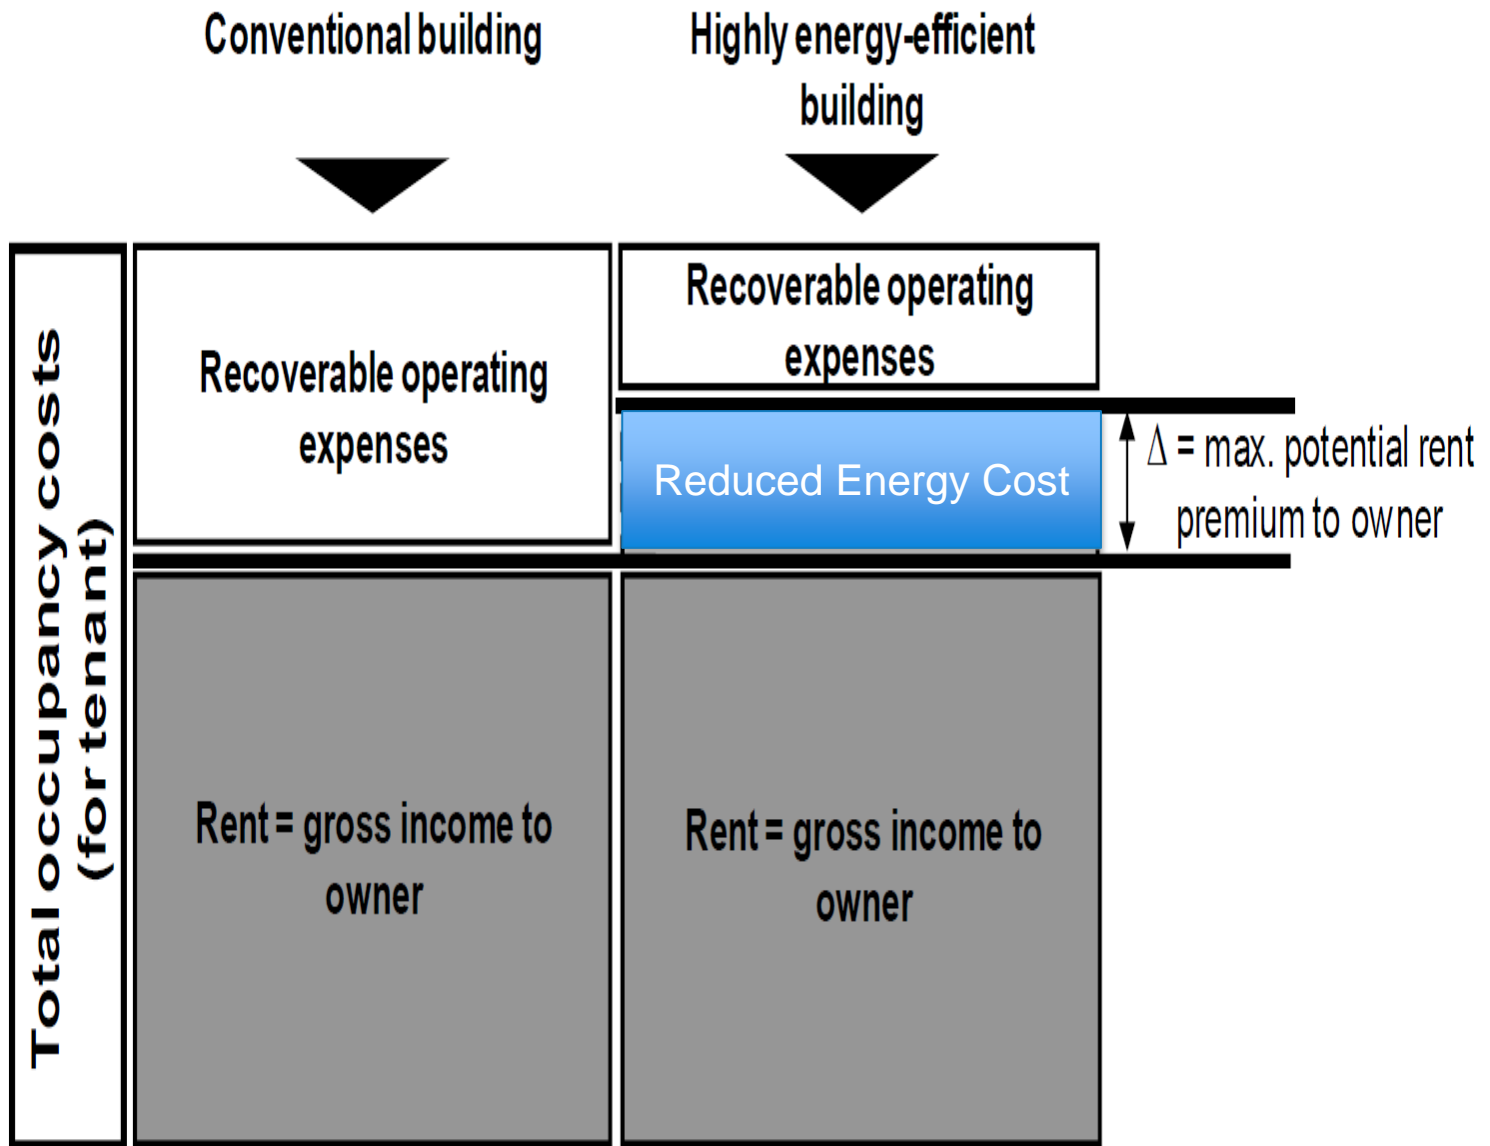 Conventional building
Highly energy-efficient
building
Total occupancy costs
(for tenant)
Recoverable operating
expenses
Recoverable operating
expenses
Reduced Energy Cost
Δ = max. potential rent
premium to owner
Rent = gross income to
owner
Rent = gross income to
owner